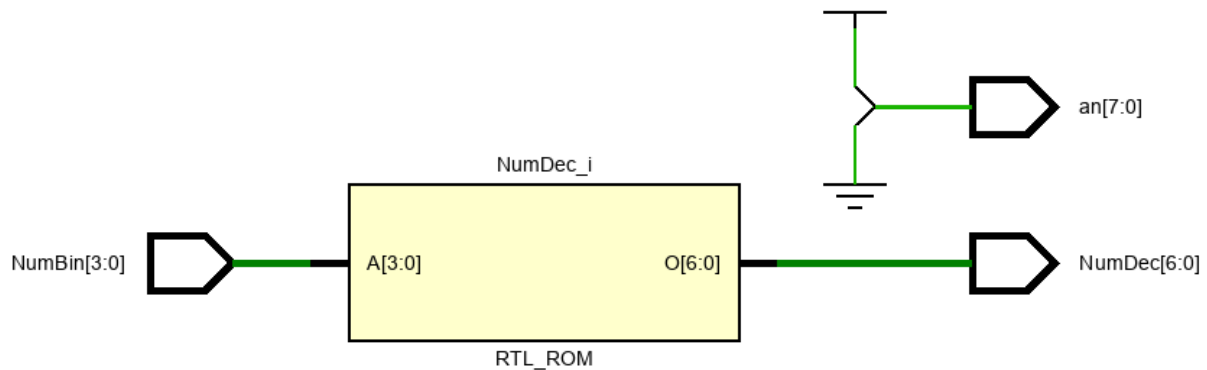 an[7:0]
NumDec_i
NumBin[3:0]
A[3:0]
O[6:0]
NumDec[6:0]
RTL_ROM